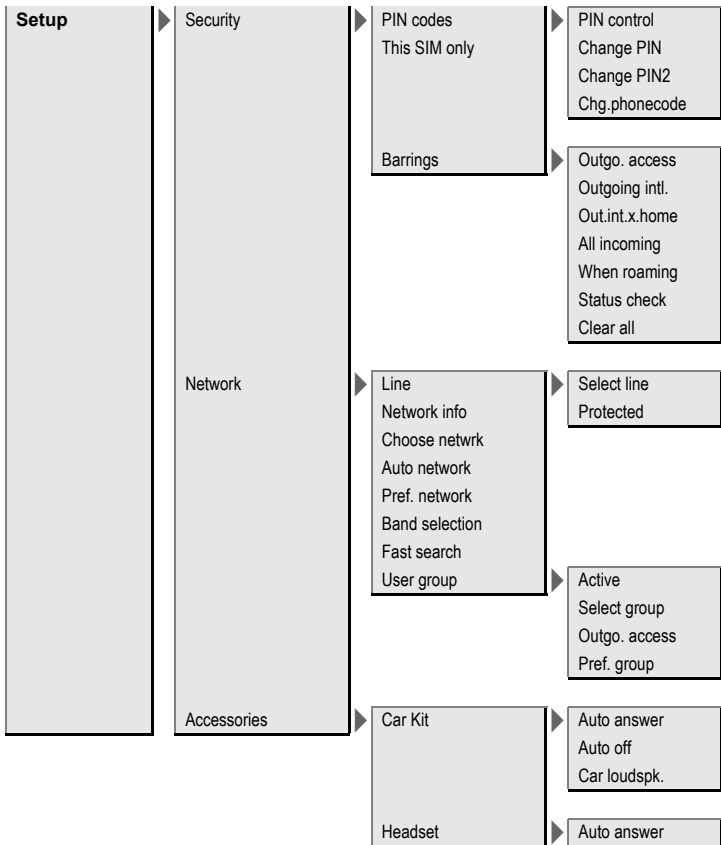 Setup
Security
PIN codes
PIN control
This SIM only
Change PIN
Change PIN2
Chg.phonecode
Barrings
Outgo. access
Outgoing intl.
Out.int.x.home
All incoming
When roaming
Status check
Clear all
Network
Line
Select line
Network info
Protected
Choose netwrk
Auto network
Pref. network
Band selection
Fast search
User group
Active
Select group
Outgo. access
Pref. group
Accessories
Car Kit
Auto answer
Auto off
Car loudspk.
Headset
Auto answer